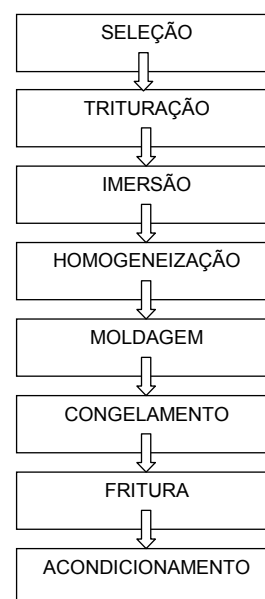 SELEÇÃO
TRITURAÇÃO
IMERSÃO
HOMOGENEIZAÇÃO
MOLDAGEM
CONGELAMENTO
FRITURA
ACONDICIONAMENTO